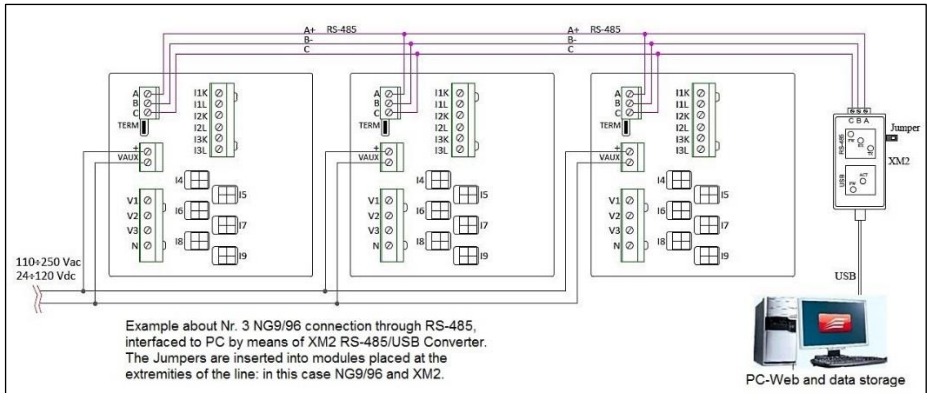 A+ RS-485
B-
C
A+ RS-485
B-
C
A
B
C
TERM
+
VAUX
I1K
I1L
I2K
I2L
I3K
I3L
I4
I5
I6
I7
I8
I9
V1
V2
V3
N
A
B
C
TERM
+
VAUX
I1K
I1L
I2K
I2L
I3K
I3L
I4
I5
I6
I7
I8
I9
V1
V2
V3
N
A
B
C
TERM
+
VAUX
I1K
I1L
I2K
I2L
I3K
I3L
I4
I5
I6
I7
I8
I9
V1
V2
V3
N
C B A
Jumper
XM2
RS-485
USB
USB
110÷250 Vac
24÷120 Vdc
Example about Nr. 3 NG9/96 connection through RS-485,
interfaced to PC by means of XM2 RS-485/USB Converter.
The Jumpers are inserted into modules placed at the
extremities of the line: in this case NG9/96 and XM2.
PC-Web and data storage